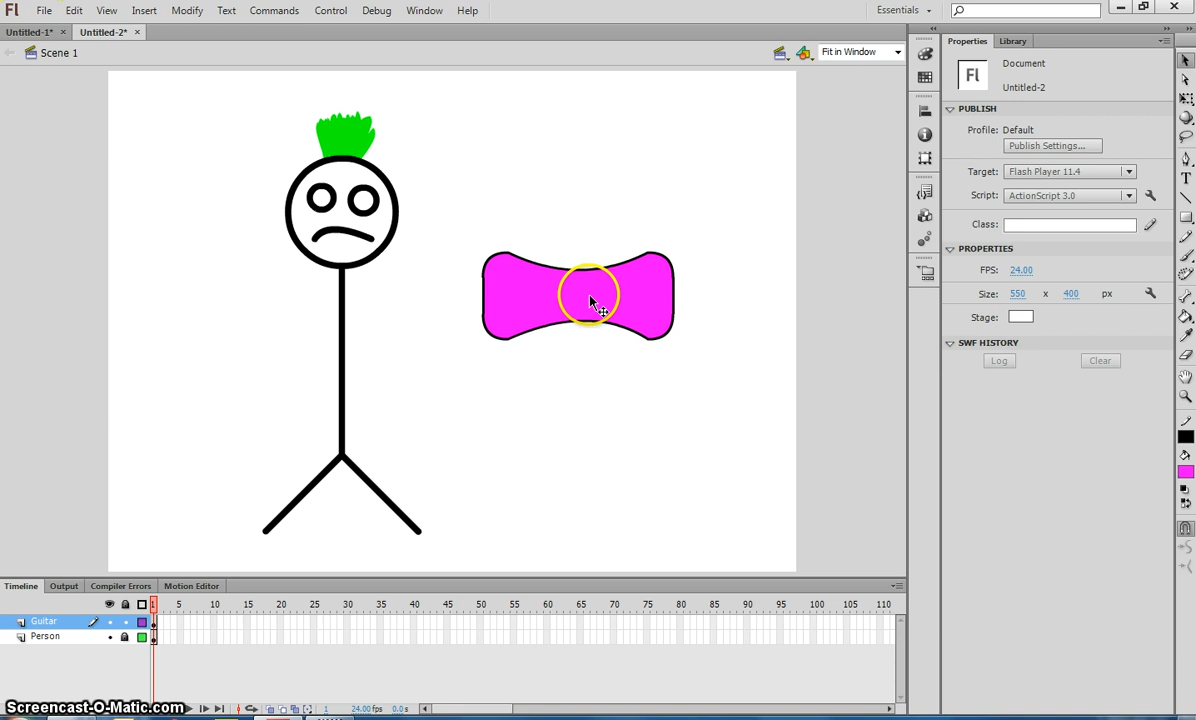 Fl File Edit View Insert Modify Text Commands Control Debug Window Help Essentials
Untitled-1* × Untitled-2* ×
Scene 1 Fit in Window
Properties Library
Fl Document
Untitled-2
PUBLISH
Profile: Default
Publish Settings...
Target: Flash Player 11.4
Script: ActionScript 3.0
Class:
PROPERTIES
FPS: 24.00
Size: 550 x 400 px
Stage:
SWF HISTORY
Log Clear
Timeline Output Compiler Errors Motion Editor
1 5 10 15 20 25 30 35 40 45 50 55 60 65 70 75 80 85 90 95 100 105 110
Guitar
Person
Screencast-O-Matic.com 1 24.00fps 0.0s